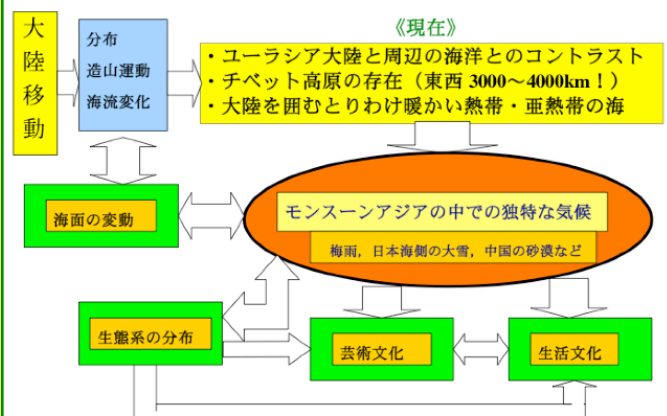 大陸移動
分布
造山運動
海流変化
《現在》
・ユーラシア大陸と周辺の海洋とのコントラスト
・チベット高原の存在(東西 3000～4000km！)
・大陸を囲むとりわけ暖かい熱帯・亜熱帯の海
海面の変動
モンスーンアジアの中での独特な気候
梅雨，日本海側の大雪，中国の砂漠など
生態系の分布
芸術文化
生活文化